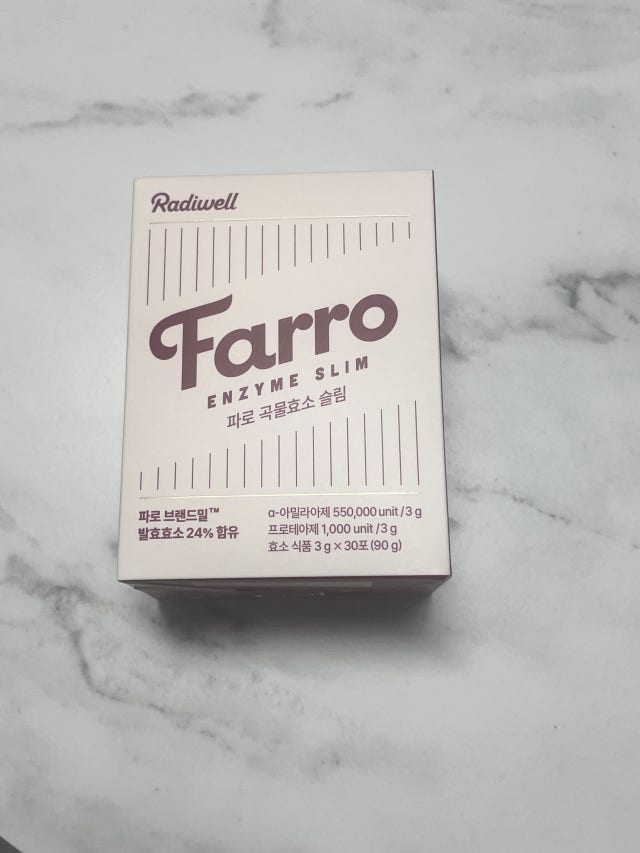 Radiwell
Farro
ENZYME SLIM
파로 곡물효소 슬림
파로 브랜드밀™
발효효소 24% 함유
α-아밀라아제 550,000 unit /3 g
프로테아제 1,000 unit /3 g
효소 식품 3 g × 30포 (90 g)